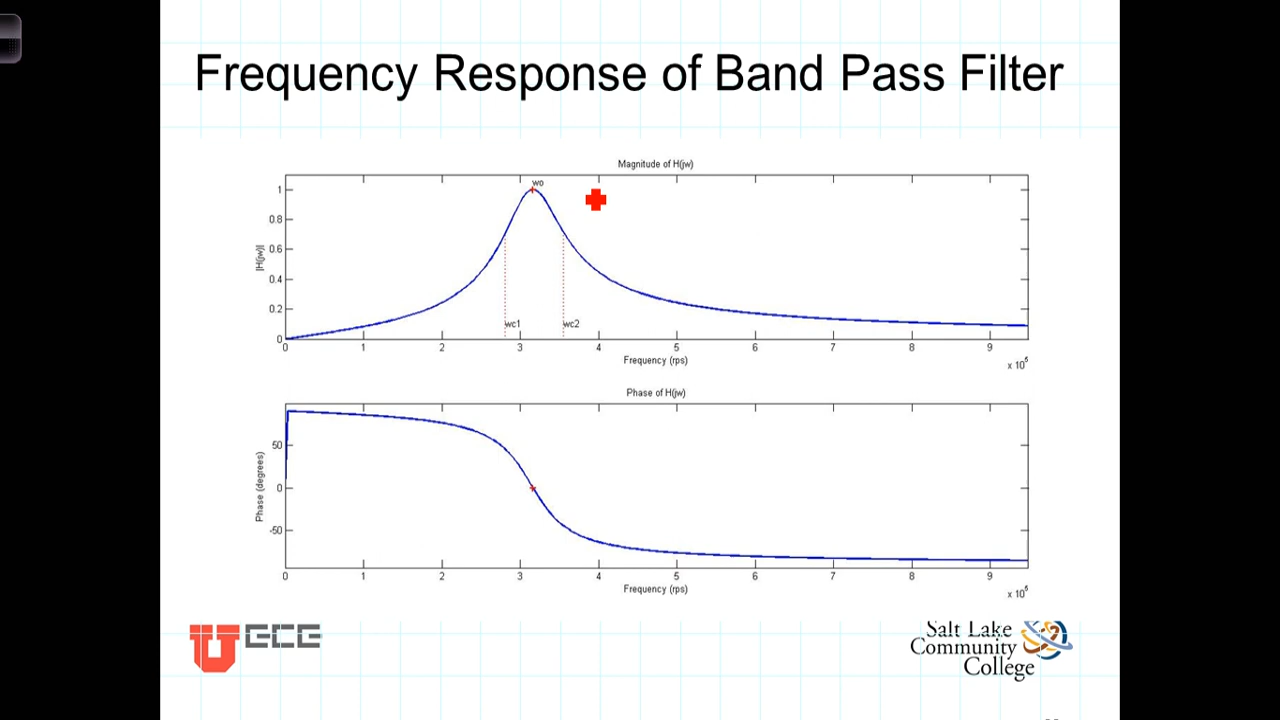 Frequency Response of Band Pass Filter
Magnitude of H(jw)
|H(jw)|
1
0.8
0.6
0.4
0.2
0
wo
wc1
wc2
0 1 2 3 4 5 6 7 8 9
Frequency (rps)
x 10^5
Phase of H(jw)
Phase (degrees)
50
0
-50
0 1 2 3 4 5 6 7 8 9
Frequency (rps)
x 10^5
U ECE
Salt Lake
Community
College